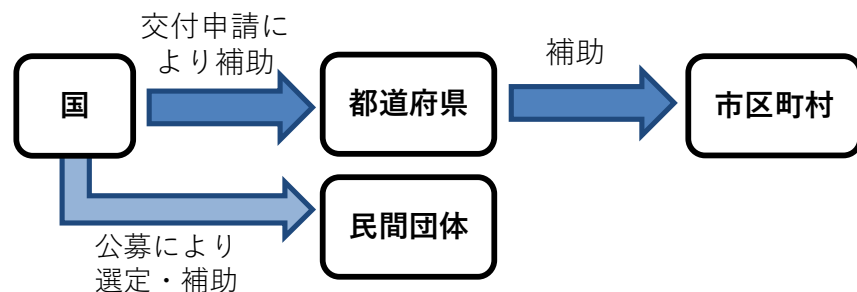 交付申請に
より補助
補助
国
都道府県
市区町村
民間団体
公募により
選定・補助